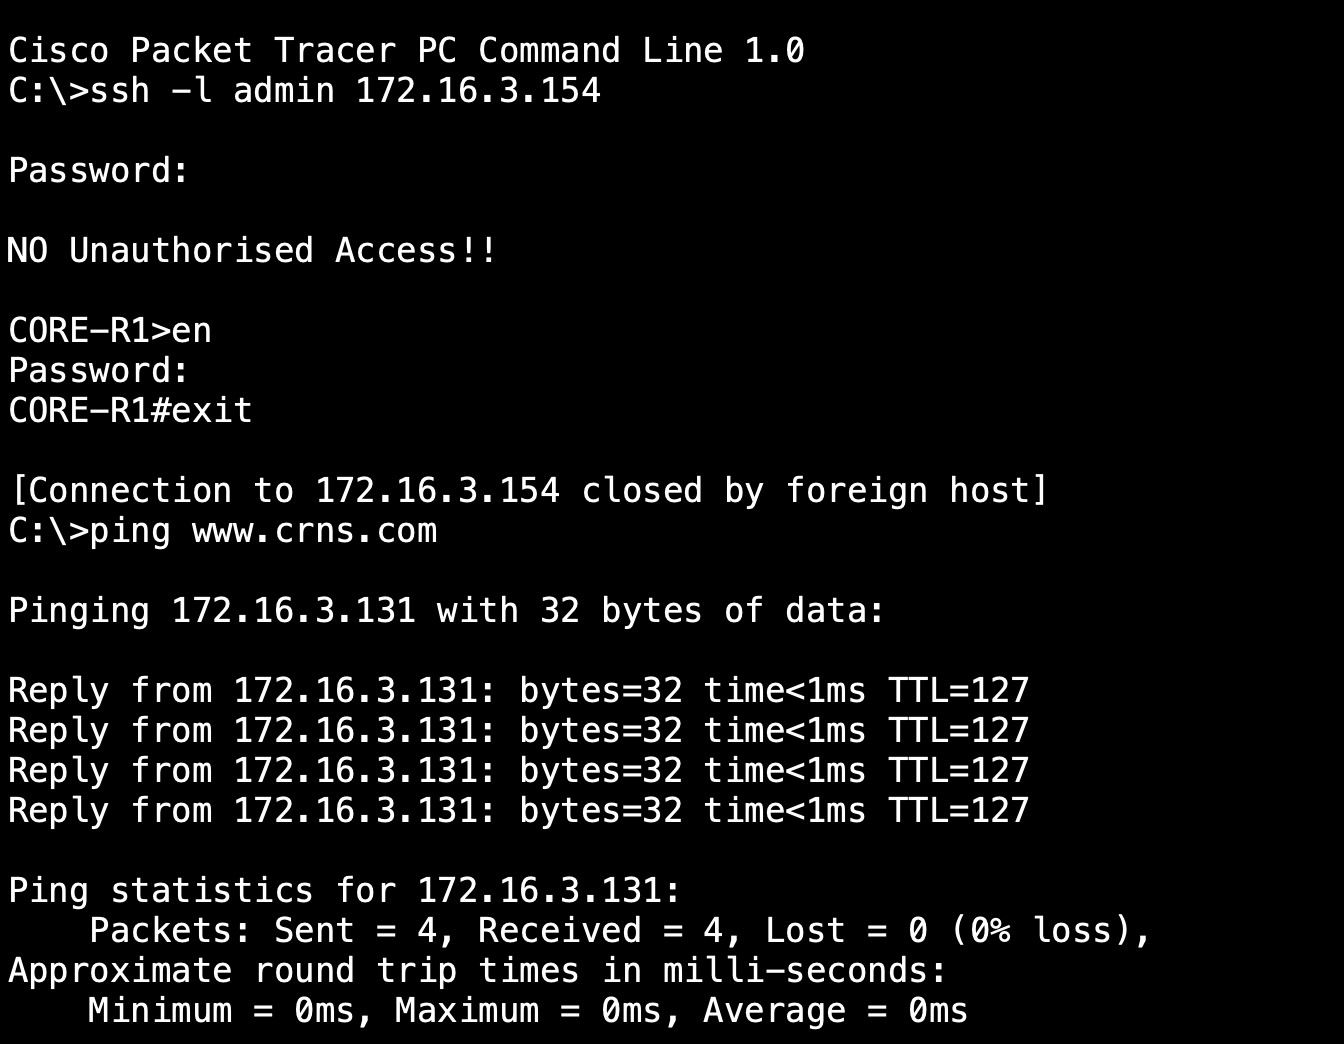 Cisco Packet Tracer PC Command Line 1.0
C:\>ssh -l admin 172.16.3.154
Password:
NO Unauthorised Access!!
CORE-R1>en
Password:
CORE-R1#exit
[Connection to 172.16.3.154 closed by foreign host]
C:\>ping www.crns.com
Pinging 172.16.3.131 with 32 bytes of data:
Reply from 172.16.3.131: bytes=32 time<1ms TTL=127
Reply from 172.16.3.131: bytes=32 time<1ms TTL=127
Reply from 172.16.3.131: bytes=32 time<1ms TTL=127
Reply from 172.16.3.131: bytes=32 time<1ms TTL=127
Ping statistics for 172.16.3.131:
    Packets: Sent = 4, Received = 4, Lost = 0 (0% loss),
Approximate round trip times in milli-seconds:
    Minimum = 0ms, Maximum = 0ms, Average = 0ms